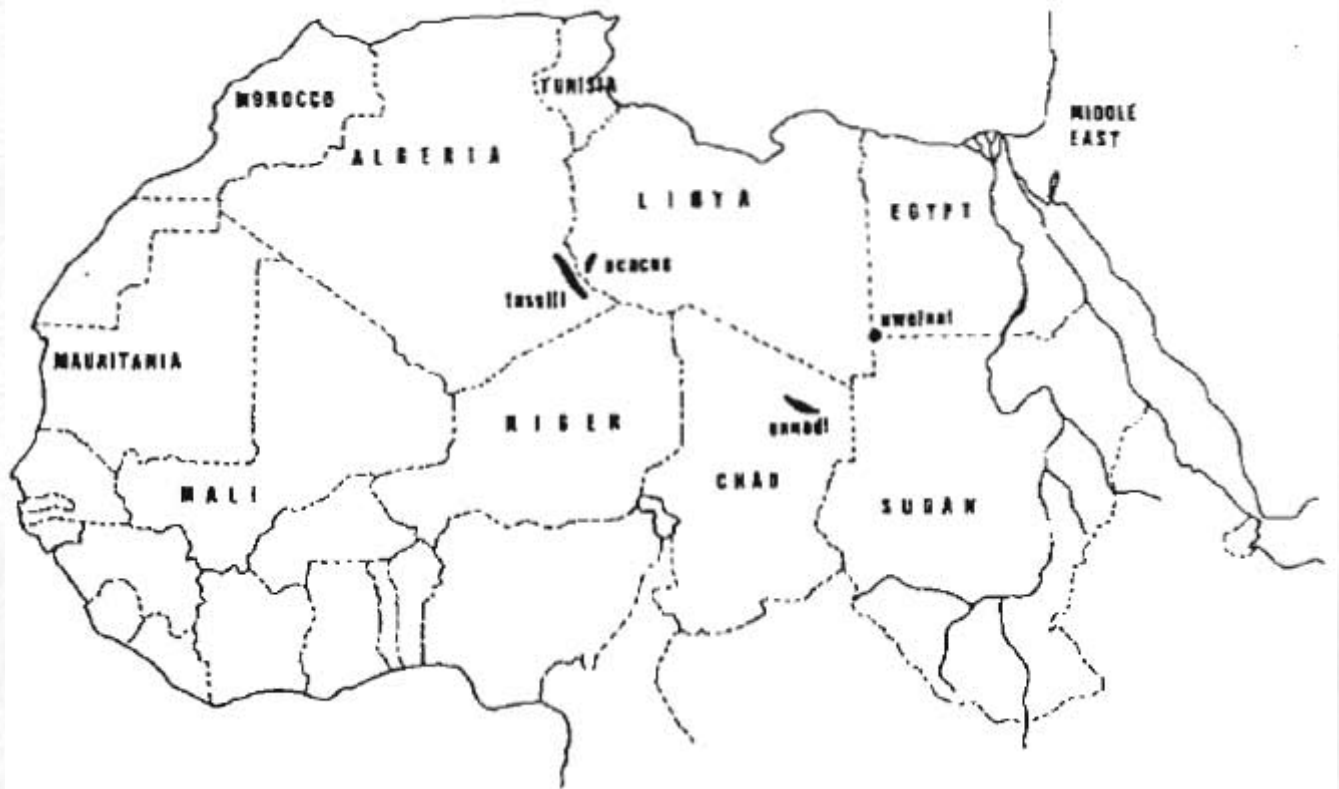 TUNISIA
MOROCCO
MIDDLE
EAST
ALGERIA
LIBYA
EGYPT
acacus
tassili
uweinat
MAURITANIA
ennedi
NIGER
CHAD
MALI
SUDAN